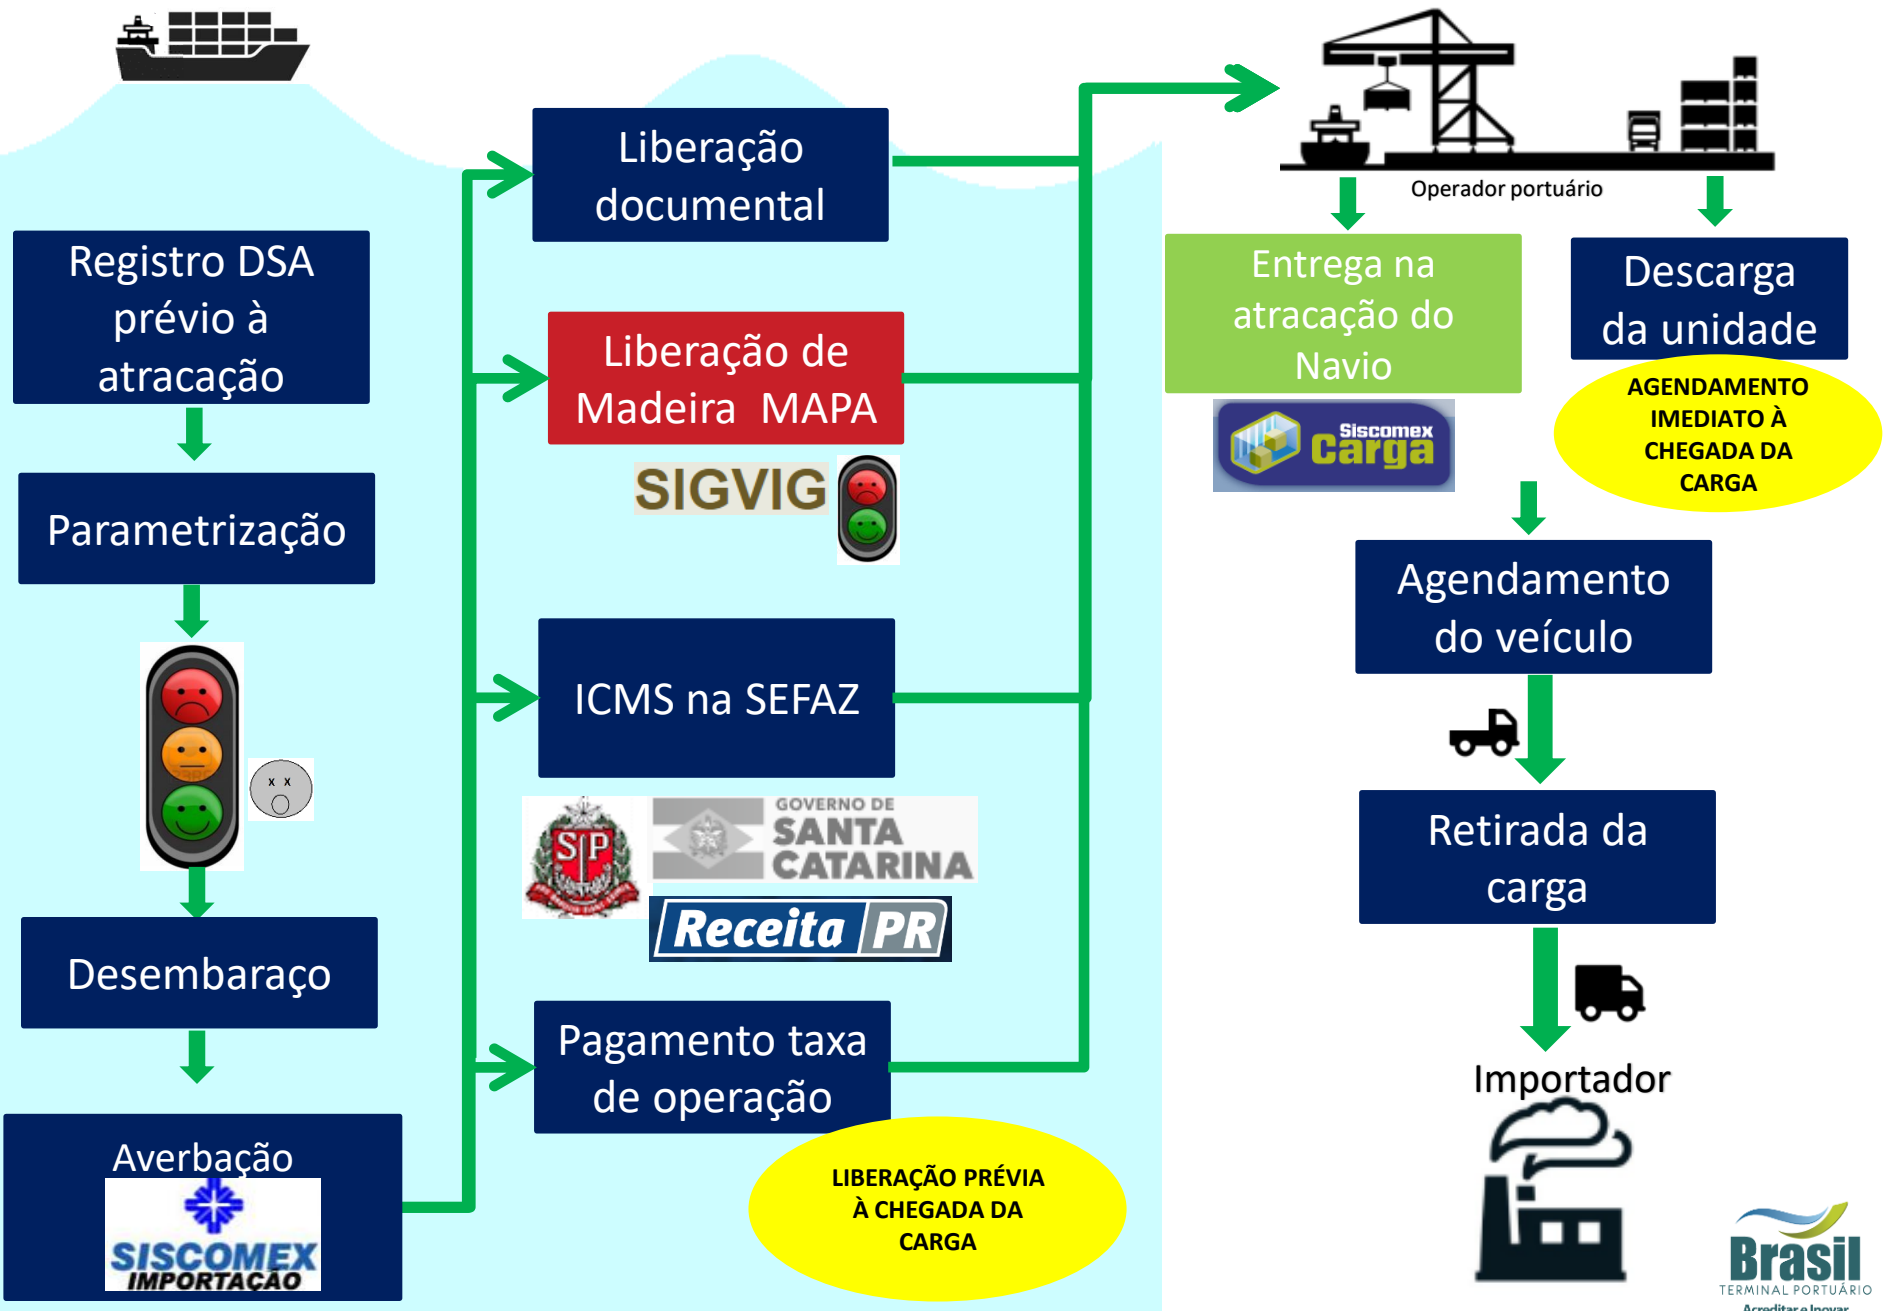 Registro DSA
prévio à
atracação
Parametrização
x x
Desembaraço
Averbação
SISCOMEX
IMPORTAÇÃO
Liberação
documental
Liberação de
Madeira  MAPA
SIGVIG
ICMS na SEFAZ
SP
GOVERNO DE
SANTA
CATARINA
Receita PR
Pagamento taxa
de operação
LIBERAÇÃO PRÉVIA
À CHEGADA DA
CARGA
Operador portuário
Entrega na
atracação do
Navio
Siscomex
Carga
Descarga
da unidade
AGENDAMENTO
IMEDIATO À
CHEGADA DA
CARGA
Agendamento
do veículo
Retirada da
carga
Importador
Brasil
TERMINAL PORTUÁRIO
Acreditar e Inovar